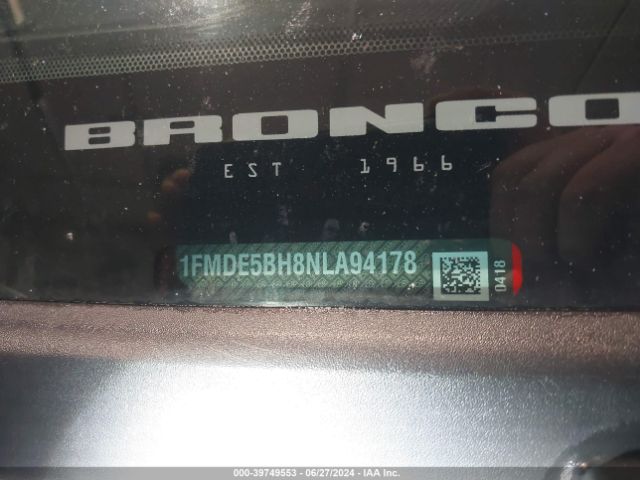 BRONCO
EST 1966
1FMDE5BH8NLA94178
0418
000-39749553 / 06/27/2024 - IAA Inc.